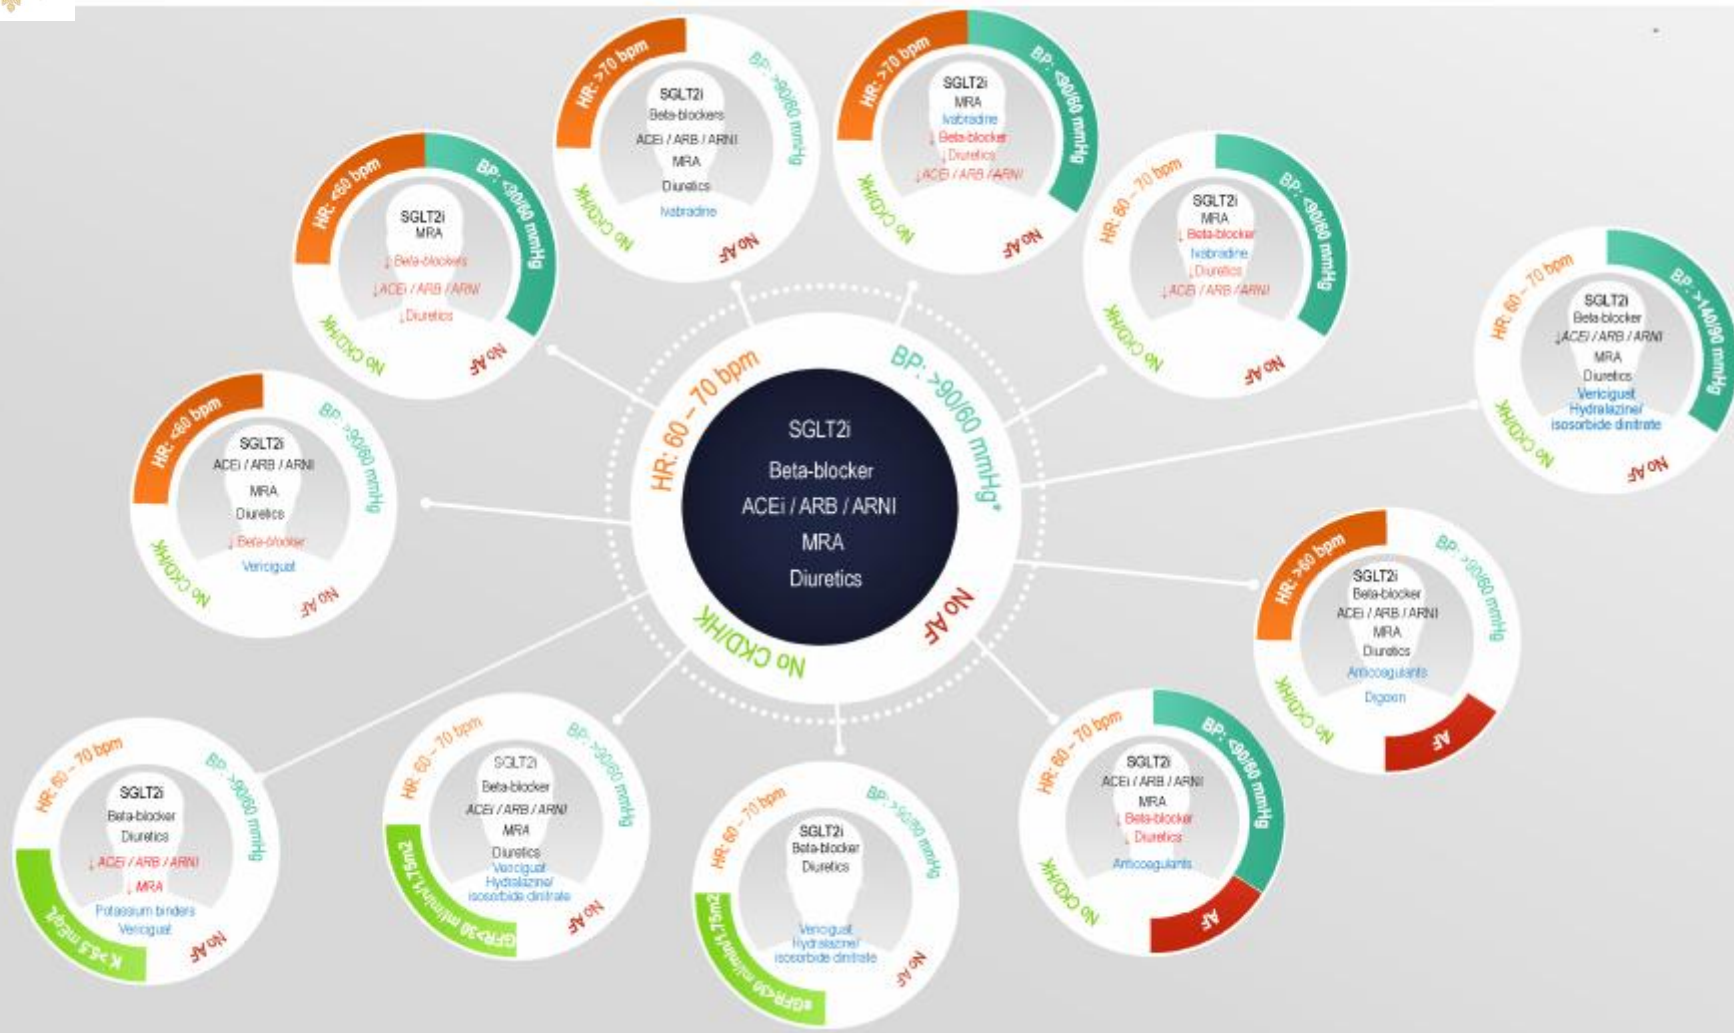 HR: >70 bpm
BP: >90/60 mmHg
SGLT2i
Beta-blockers
ACEi / ARB / ARNI
MRA
Diuretics
Ivabradine
No CKD/HK
No AF
HR: >70 bpm
BP: <90/60 mmHg
SGLT2i
MRA
Ivabradine
↓ Beta-blocker
↓ Diuretics
↓ ACEi / ARB / ARNI
No CKD/HK
No AF
HR: <60 bpm
BP: <90/60 mmHg
SGLT2i
MRA
↓ Beta-blockers
↓ ACEi / ARB / ARNI
↓ Diuretics
No CKD/HK
No AF
HR: 60 – 70 bpm
BP: <90/60 mmHg
SGLT2i
MRA
↓ Beta-blocker
Ivabradine
↓ Diuretics
↓ ACEi / ARB / ARNI
No CKD/HK
No AF
HR: 60 – 70 bpm
BP: >140/90 mmHg
SGLT2i
Beta-blocker
↓ACEi / ARB / ARNI
MRA
Diuretics
Vericiguat
Hydralazine/
isosorbide dinitrate
No CKD/HK
No AF
HR: <60 bpm
BP: >90/60 mmHg
SGLT2i
ACEi / ARB / ARNI
MRA
Diuretics
↓ Beta-blocker
Vericiguat
No CKD/HK
No AF
HR: 60 – 70 bpm
BP: >90/60 mmHg*
SGLT2i
Beta-blocker
ACEi / ARB / ARNI
MRA
Diuretics
No CKD/HK
No AF
HR: >60 bpm
BP: >90/60 mmHg
SGLT2i
Beta-blocker
ACEi / ARB / ARNI
MRA
Diuretics
Anticoagulants
Digoxin
No CKD/HK
AF
HR: 60 – 70 bpm
BP: >90/60 mmHg
SGLT2i
Beta-blocker
Diuretics
↓ ACEi / ARB / ARNI
↓ MRA
Potassium binders
Vericiguat
K >5.5 mEq/L
No AF
HR: 60 – 70 bpm
BP: >90/60 mmHg
SGLT2i
Beta-blocker
ACEi / ARB / ARNI
MRA
Diuretics
Vericiguat
Hydralazine/
isosorbide dinitrate
GFR>30 ml/min/1.75m2
No AF
HR: 60 – 70 bpm
BP: >90/60 mmHg
SGLT2i
Beta-blocker
Diuretics
Vericiguat
Hydralazine/
isosorbide dinitrate
eGFR<30 ml/min/1.75m2
No AF
HR: 60 – 70 bpm
BP: <90/60 mmHg
SGLT2i
ACEi / ARB / ARNI
MRA
↓ Beta-blocker
↓ Diuretics
Anticoagulants
No CKD/HK
AF